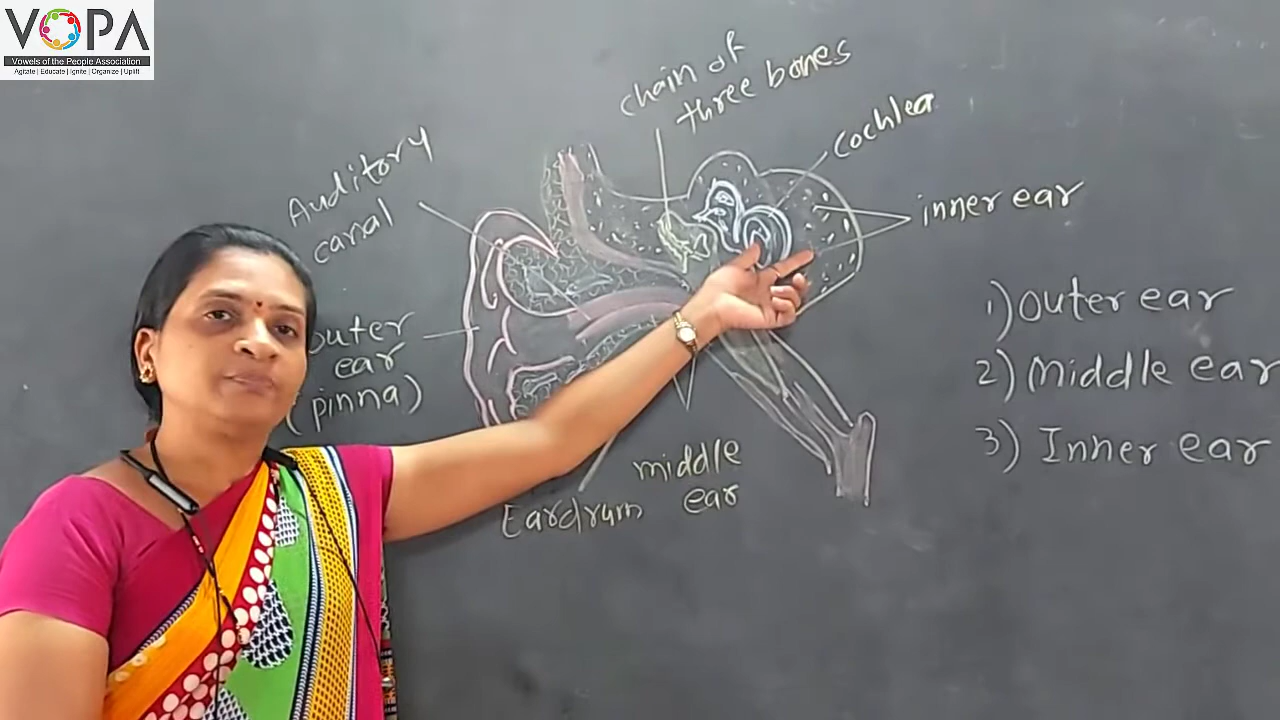 VOPA
Vowels of the People Association
Agitate | Educate | Ignite | Organize | Uplift
chain of
three bones
cochlea
Auditory
canal
inner ear
outer
ear
(pinna)
middle
ear
Eardrum
1) outer ear
2) middle ear
3) Inner ear